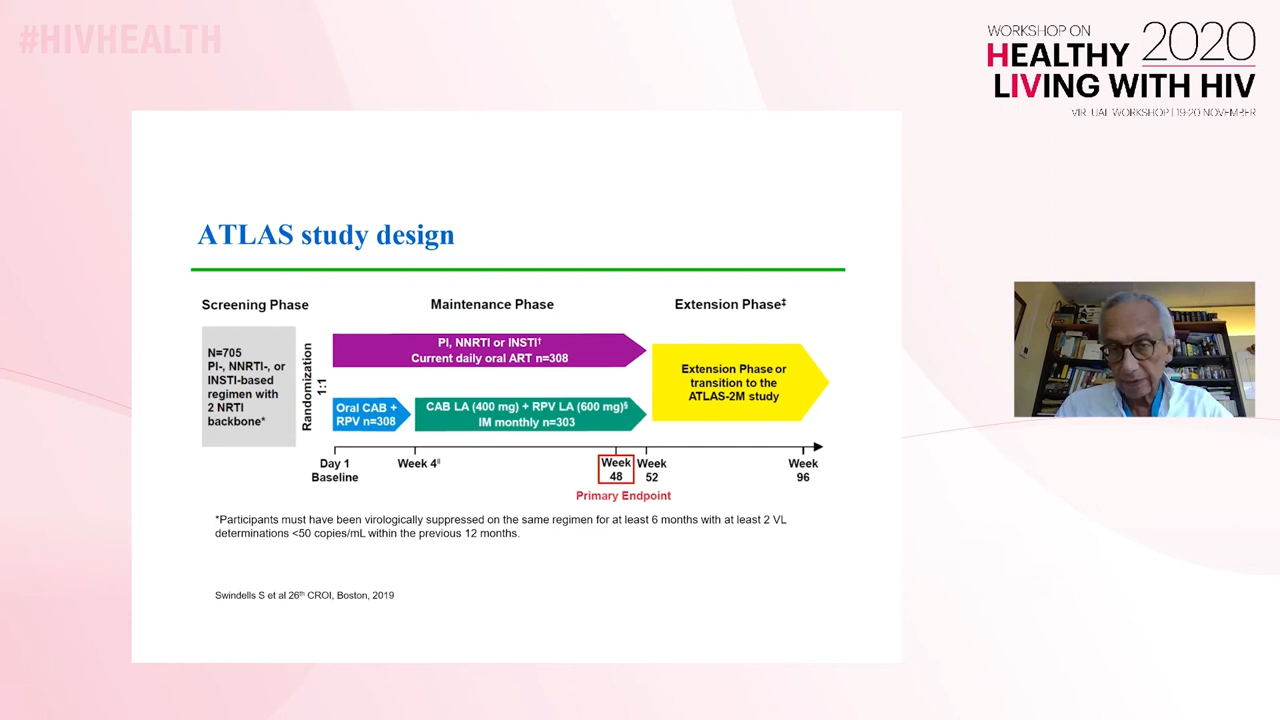 #HIVHEALTH
WORKSHOP ON
HEALTHY
LIVING WITH HIV
2020
VIRTUAL WORKSHOP | 19-20 NOVEMBER
ATLAS study design
Screening Phase
Maintenance Phase
Extension Phase‡
N=705
PI-, NNRTI-, or
INSTI-based
regimen with
2 NRTI
backbone*
Randomization
1:1
PI, NNRTI or INSTI†
Current daily oral ART n=308
Oral CAB +
RPV n=308
CAB LA (400 mg) + RPV LA (600 mg)§
IM monthly n=303
Extension Phase or
transition to the
ATLAS-2M study
Day 1
Baseline
Week 4||
Week
48
Week
52
Week
96
Primary Endpoint
*Participants must have been virologically suppressed on the same regimen for at least 6 months with at least 2 VL
determinations <50 copies/mL within the previous 12 months.
Swindells S et al 26th CROI, Boston, 2019